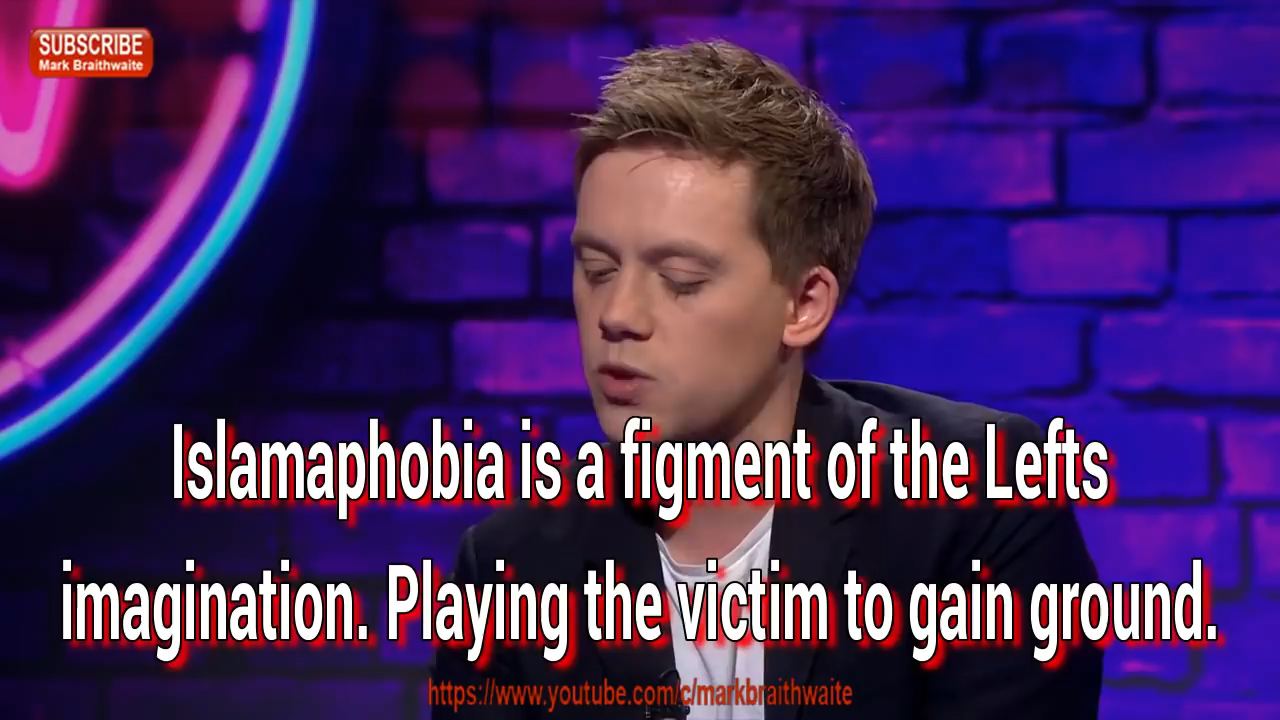 SUBSCRIBE
Mark Braithwaite
Islamaphobia is a figment of the Lefts
imagination. Playing the victim to gain ground.
https://www.youtube.com/c/markbraithwaite